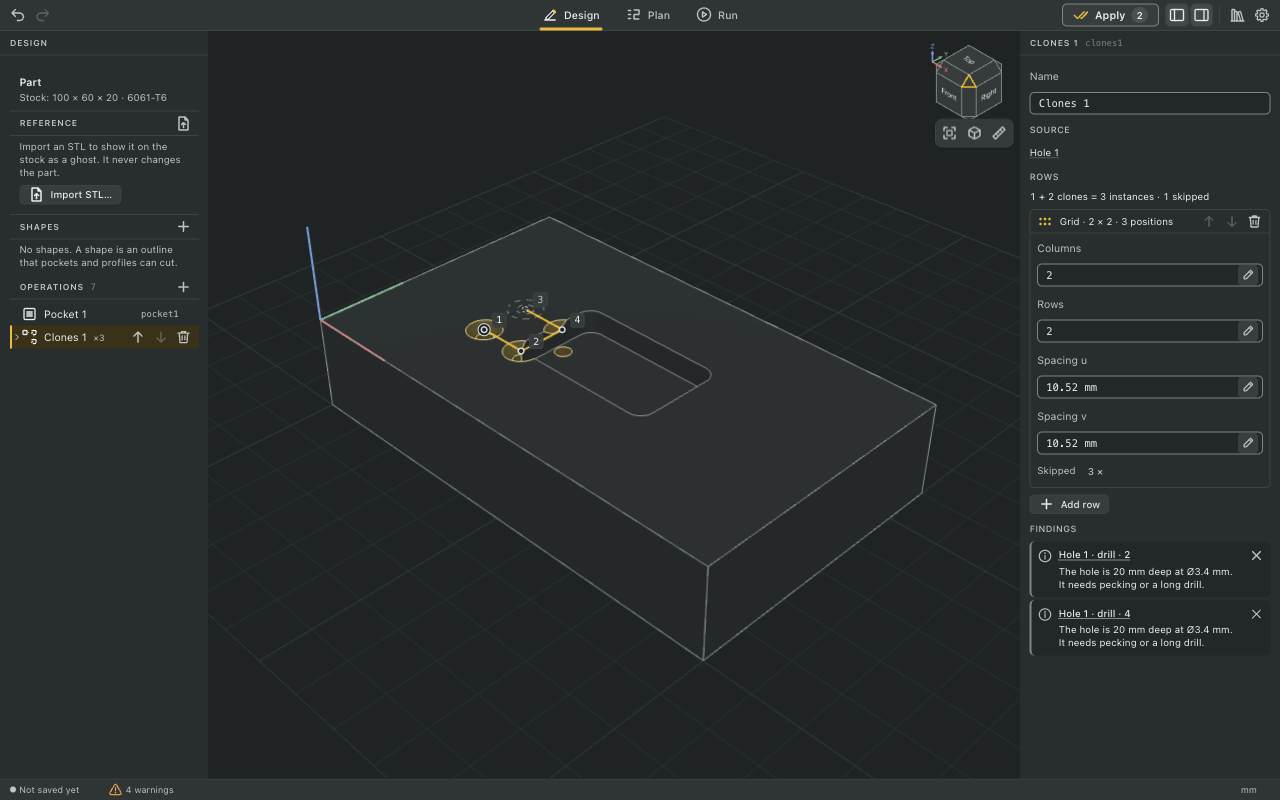 Design
Plan
Run
Apply 2
DESIGN
Part
Stock: 100 × 60 × 20 · 6061-T6
REFERENCE
Import an STL to show it on the
stock as a ghost. It never changes
the part.
Import STL...
SHAPES
No shapes. A shape is an outline
that pockets and profiles can cut.
OPERATIONS 7
Pocket 1 pocket1
Clones 1 ×3
Z
Y
X
Top
Front
Right
1
2
3
4
CLONES 1 clones1
Name
Clones 1
SOURCE
Hole 1
ROWS
1 + 2 clones = 3 instances · 1 skipped
Grid · 2 × 2 · 3 positions
Columns
2
Rows
2
Spacing u
10.52 mm
Spacing v
10.52 mm
Skipped 3 ×
Add row
FINDINGS
Hole 1 · drill · 2
The hole is 20 mm deep at Ø3.4 mm.
It needs pecking or a long drill.
Hole 1 · drill · 4
The hole is 20 mm deep at Ø3.4 mm.
It needs pecking or a long drill.
Not saved yet
4 warnings
mm